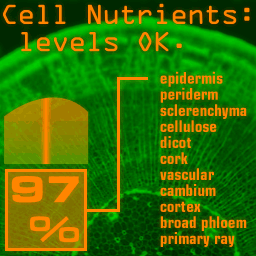 Cell Nutrients:
levels OK.
epidermis
periderm
sclerenchyma
cellulose
dicot
cork
vascular
cambium
cortex
broad phloem
primary ray
97
%